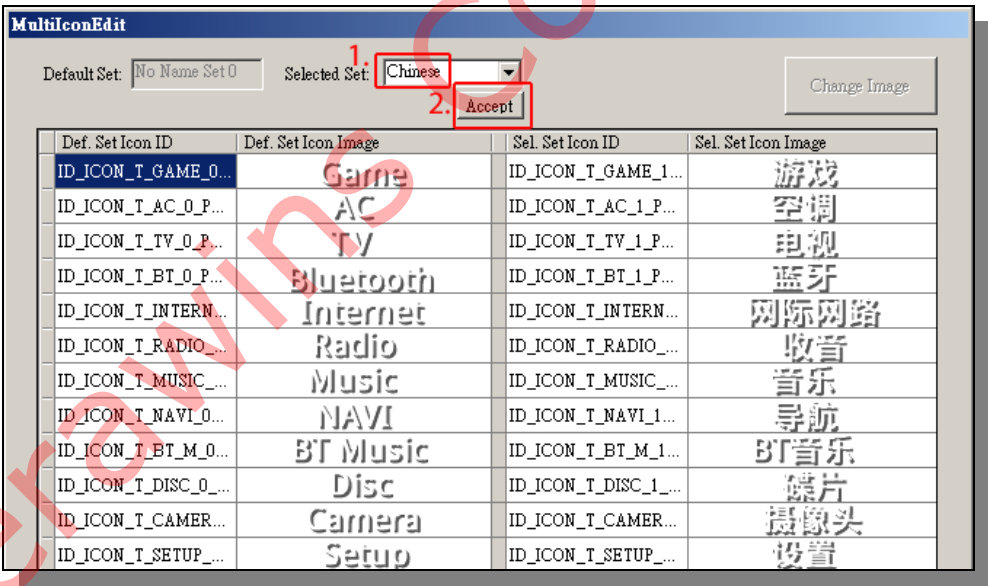 MultiIconEdit
1.
Default Set: No Name Set 0 Selected Set: Chinese Change Image
2. Accept
Def. Set Icon ID Def. Set Icon Image Sel. Set Icon ID Sel. Set Icon Image
ID_ICON_T_GAME_0... Game ID_ICON_T_GAME_1... 游戏
ID_ICON_T_AC_0_P... AC ID_ICON_T_AC_1_P... 空调
ID_ICON_T_TV_0_P... TV ID_ICON_T_TV_1_P... 电视
ID_ICON_T_BT_0_P... Bluetooth ID_ICON_T_BT_1_P... 蓝牙
ID_ICON_T_INTERN... Internet ID_ICON_T_INTERN... 网际网路
ID_ICON_T_RADIO_... Radio ID_ICON_T_RADIO_... 收音
ID_ICON_T_MUSIC_... Music ID_ICON_T_MUSIC_... 音乐
ID_ICON_T_NAVI_0... NAVI ID_ICON_T_NAVI_1... 导航
ID_ICON_T_BT_M_0... BT Music ID_ICON_T_BT_M_1... BT音乐
ID_ICON_T_DISC_0_... Disc ID_ICON_T_DISC_1_... 碟片
ID_ICON_T_CAMER... Camera ID_ICON_T_CAMER... 摄像头
ID_ICON_T_SETUP_... Setup ID_ICON_T_SETUP_... 设置